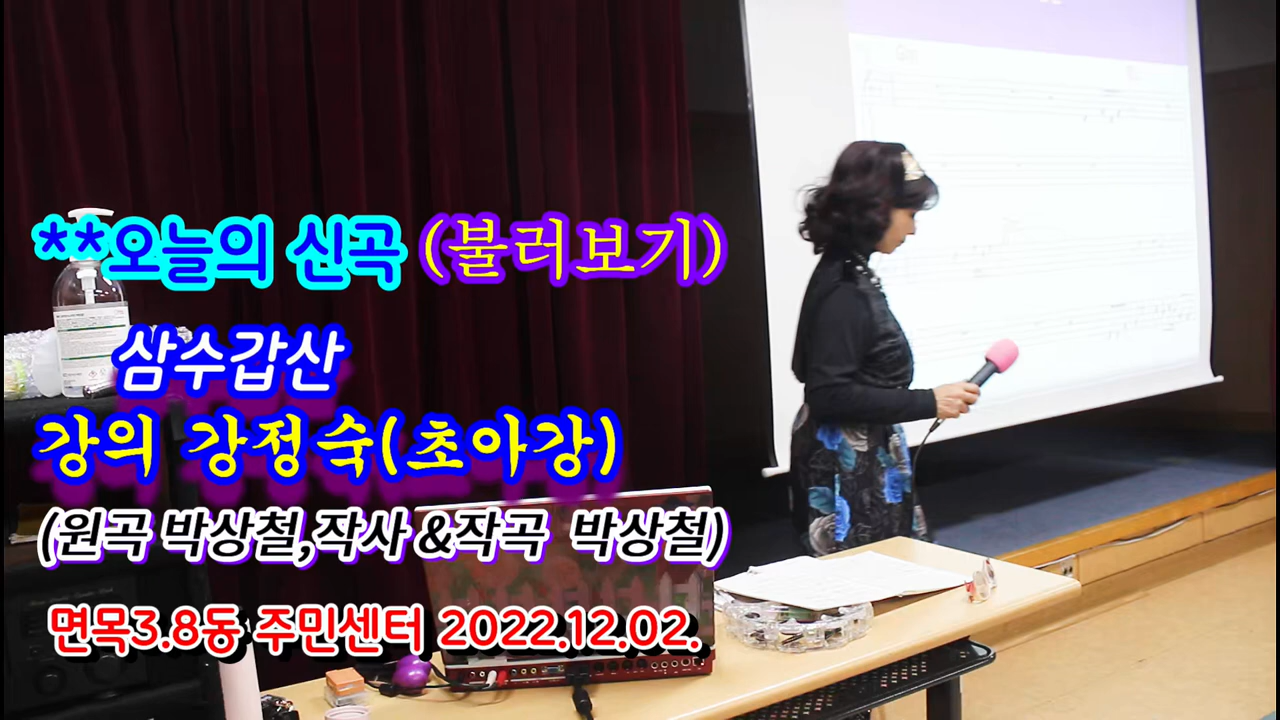 **오늘의 신곡 (불러보기)
삼수갑산
강의 강정숙(초아강)
(원곡 박상철,작사 &작곡 박상철)
면목3.8동 주민센터 2022.12.02.